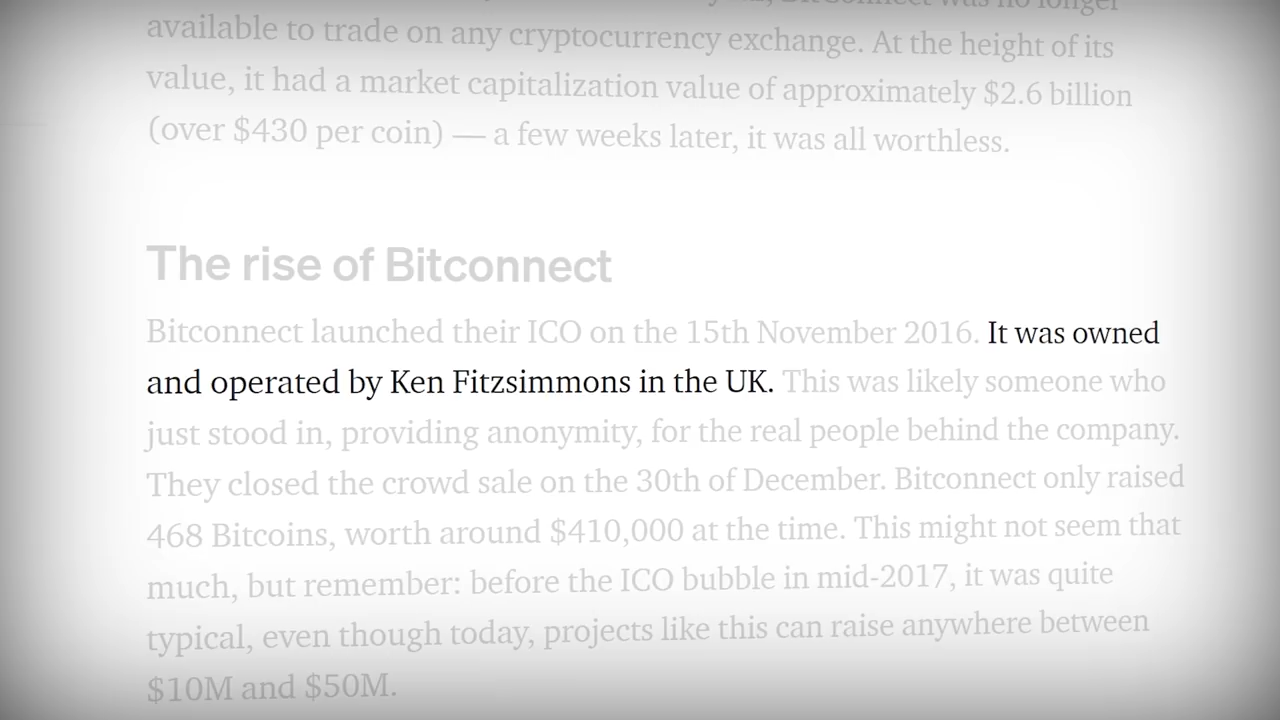 BitConnect was no longer
available to trade on any cryptocurrency exchange. At the height of its
value, it had a market capitalization value of approximately $2.6 billion
(over $430 per coin) — a few weeks later, it was all worthless.
The rise of Bitconnect
Bitconnect launched their ICO on the 15th November 2016. It was owned
and operated by Ken Fitzsimmons in the UK. This was likely someone who
just stood in, providing anonymity, for the real people behind the company.
They closed the crowd sale on the 30th of December. Bitconnect only raised
468 Bitcoins, worth around $410,000 at the time. This might not seem that
much, but remember: before the ICO bubble in mid-2017, it was quite
typical, even though today, projects like this can raise anywhere between
$10M and $50M.